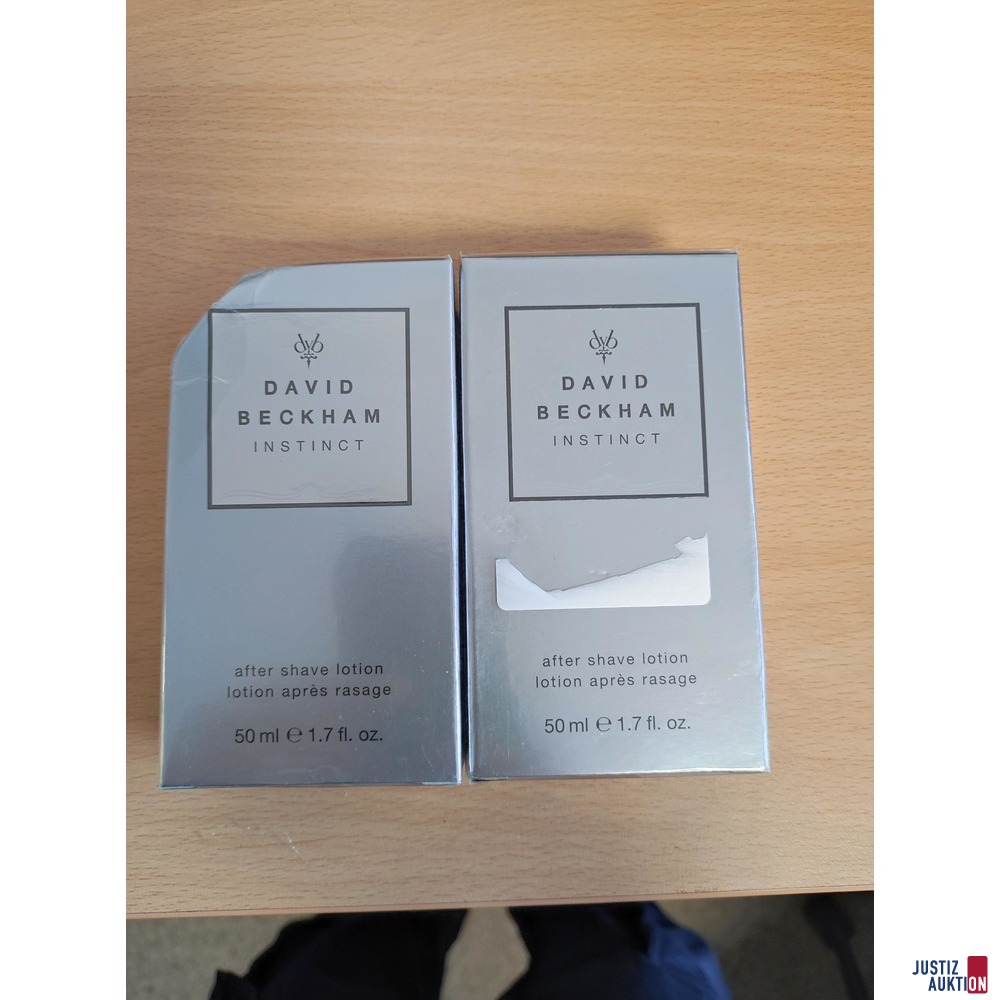 DAVID
BECKHAM
INSTINCT
after shave lotion
lotion après rasage
50 ml ℮ 1.7 fl. oz.
DAVID
BECKHAM
INSTINCT
after shave lotion
lotion après rasage
50 ml ℮ 1.7 fl. oz.
JUSTIZ
AUKTION